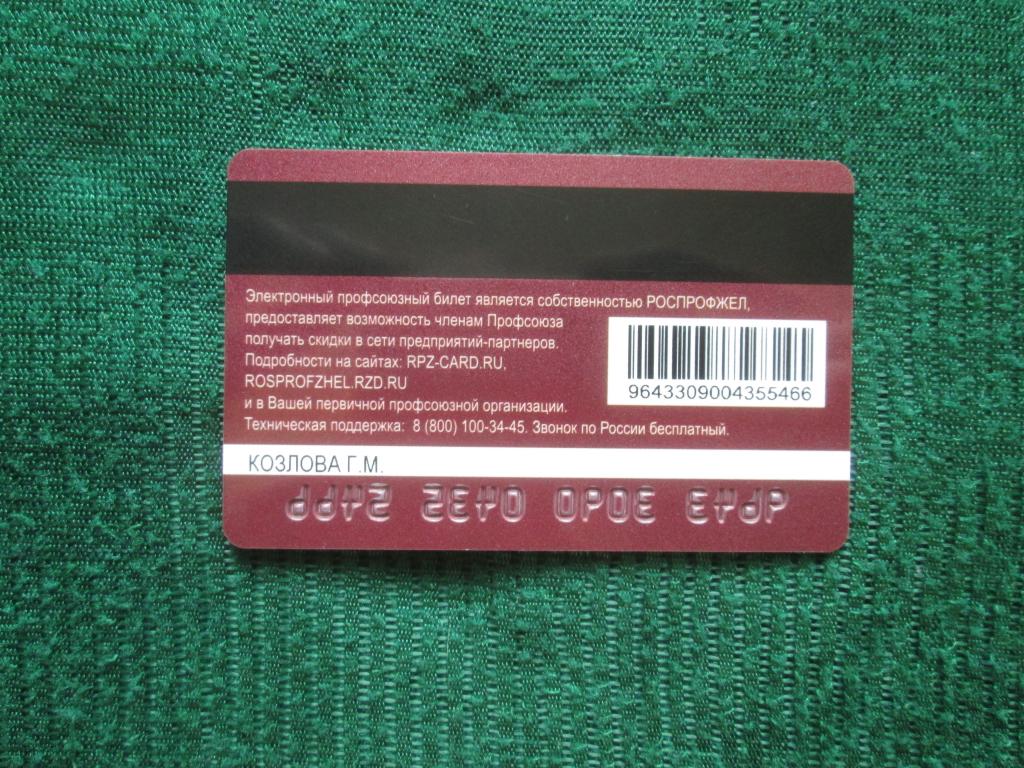 Электронный профсоюзный билет является собственностью РОСПРОФЖЕЛ,
предоставляет возможность членам Профсоюза
получать скидки в сети предприятий-партнеров.
Подробности на сайтах: RPZ-CARD.RU,
ROSPROFZHEL.RZD.RU
и в Вашей первичной профсоюзной организации.
Техническая поддержка: 8 (800) 100-34-45. Звонок по России бесплатный.
9643309004355466
КОЗЛОВА Г.М.